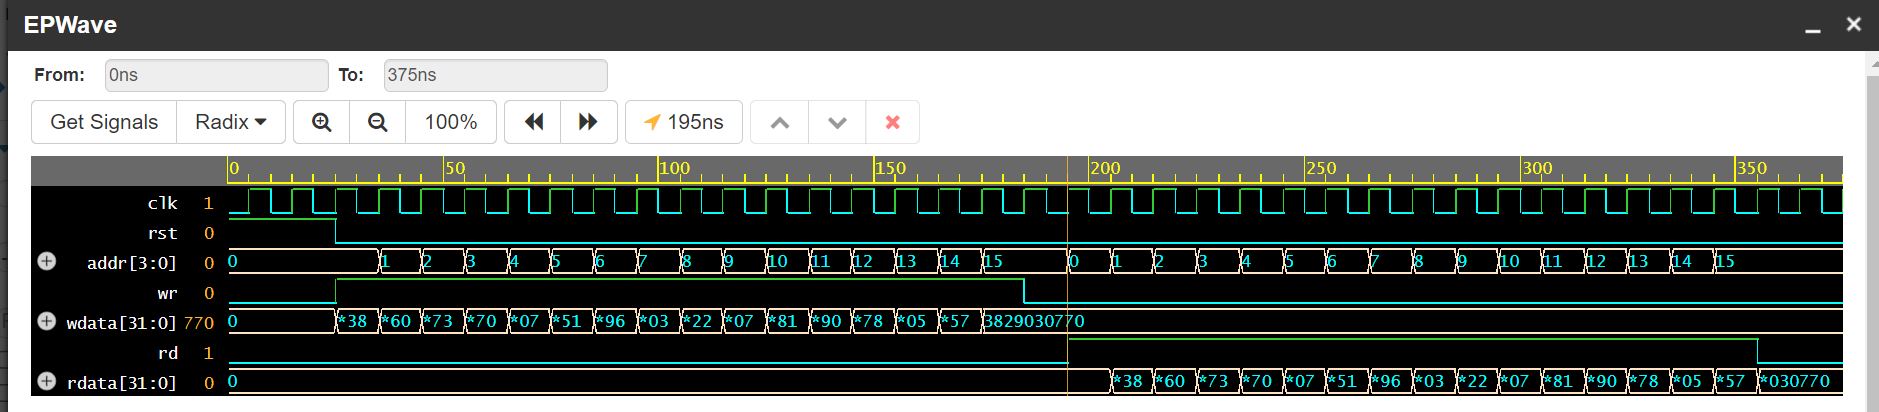 EPWave
From: 0ns To: 375ns
Get Signals Radix 100% 195ns
0 50 100 150 200 250 300 350
clk 1
rst 0
addr[3:0] 0 0 1 2 3 4 5 6 7 8 9 10 11 12 13 14 15 0 1 2 3 4 5 6 7 8 9 10 11 12 13 14 15
wr 0
wdata[31:0] 770 0 *38 *60 *73 *70 *07 *51 *96 *03 *22 *07 *81 *90 *78 *05 *57 3829030770
rd 1
rdata[31:0] 0 0 *38 *60 *73 *70 *07 *51 *96 *03 *22 *07 *81 *90 *78 *05 *57 *030770